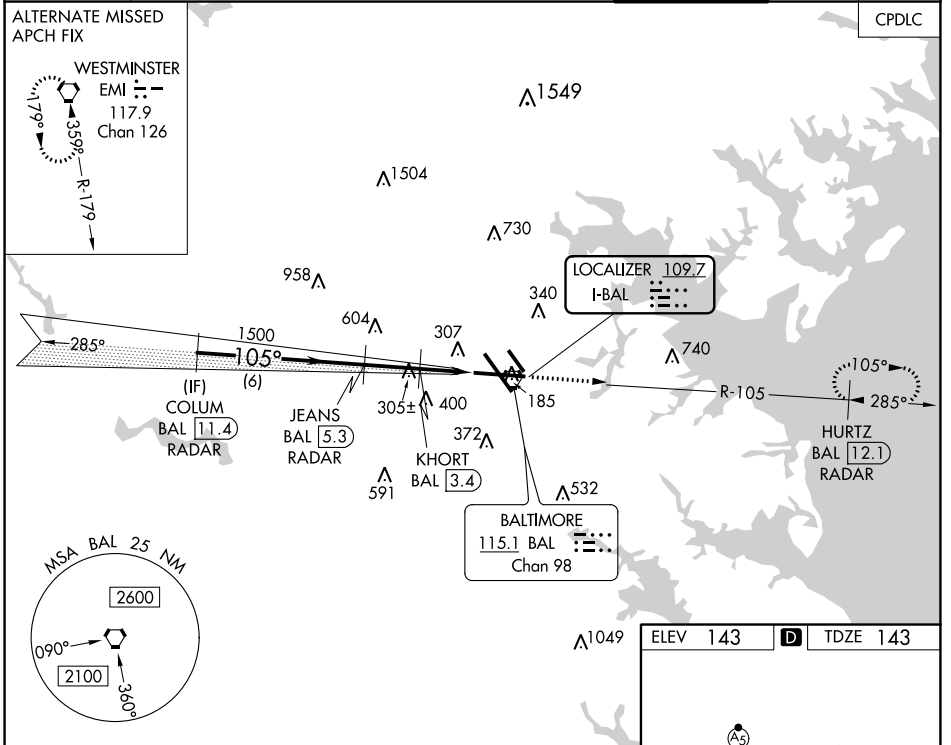 ALTERNATE MISSED
APCH FIX
WESTMINSTER
EMI
117.9
Chan 126
179°
359°
R-179
CPDLC
1549
1504
730
958
LOCALIZER 109.7
I-BAL
340
604
307
740
285°
1500
105°
(6)
(IF)
COLUM
BAL 11.4
RADAR
JEANS
BAL 5.3
RADAR
305±
400
KHORT
BAL 3.4
185
R-105
105°
285°
HURTZ
BAL 12.1
RADAR
372
591
532
BALTIMORE
115.1 BAL
Chan 98
MSA BAL 25 NM
2600
090°
2100
360°
1049
ELEV 143 D TDZE 143
A5